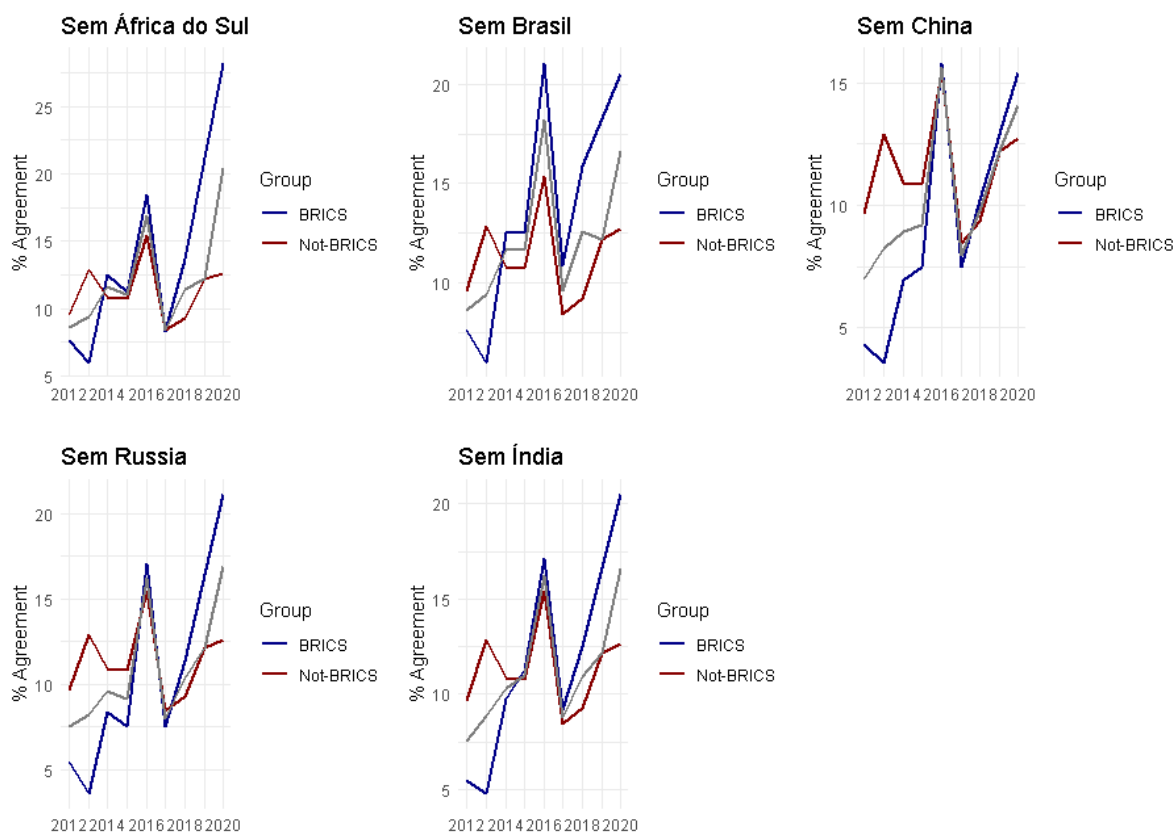 Sem África do Sul
% Agreement
25
20
15
10
5
2012 2014 2016 2018 2020
Group
BRICS
Not-BRICS
Sem Brasil
% Agreement
20
15
10
2012 2014 2016 2018 2020
Group
BRICS
Not-BRICS
Sem China
% Agreement
15
10
5
2012 2014 2016 2018 2020
Group
BRICS
Not-BRICS
Sem Russia
% Agreement
20
15
10
5
2012 2014 2016 2018 2020
Group
BRICS
Not-BRICS
Sem Índia
% Agreement
20
15
10
5
2012 2014 2016 2018 2020
Group
BRICS
Not-BRICS